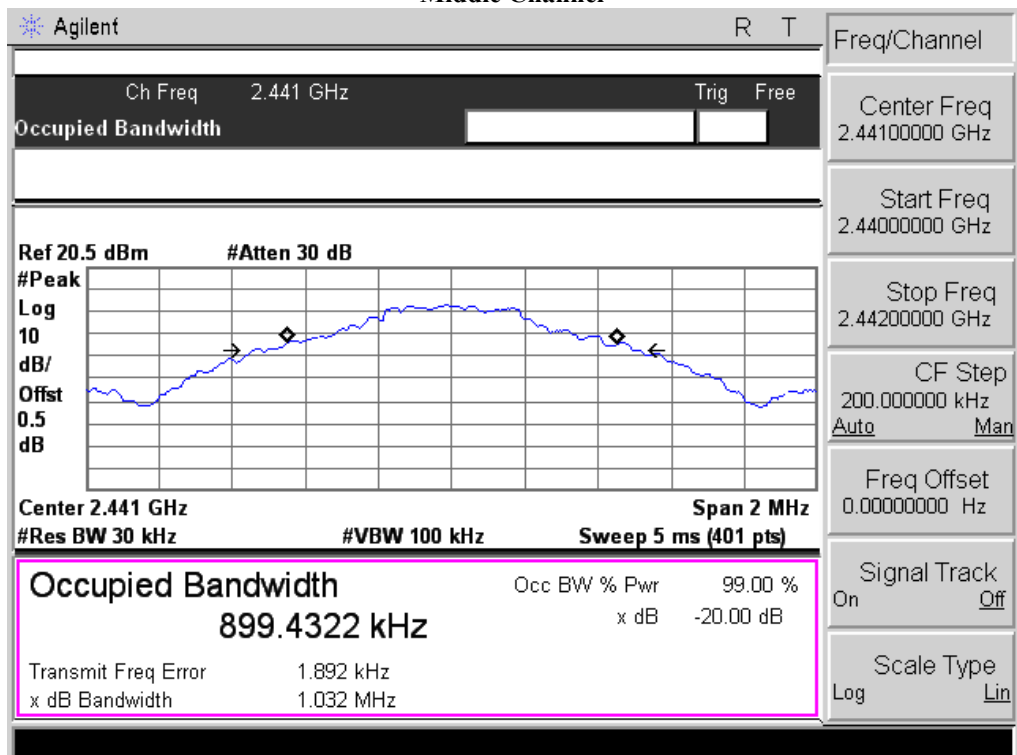 Middle Channel
Agilent R T
Freq/Channel
Ch Freq 2.441 GHz Trig Free
Occupied Bandwidth
Center Freq
2.44100000 GHz
Start Freq
2.44000000 GHz
Stop Freq
2.44200000 GHz
CF Step
200.000000 kHz
Auto Man
Freq Offset
0.00000000 Hz
Signal Track
On Off
Scale Type
Log Lin
Ref 20.5 dBm #Atten 30 dB
#Peak
Log
10
dB/
Offst
0.5
dB
Center 2.441 GHz Span 2 MHz
#Res BW 30 kHz #VBW 100 kHz Sweep 5 ms (401 pts)
Occupied Bandwidth Occ BW % Pwr 99.00 %
899.4322 kHz x dB -20.00 dB
Transmit Freq Error 1.892 kHz
x dB Bandwidth 1.032 MHz